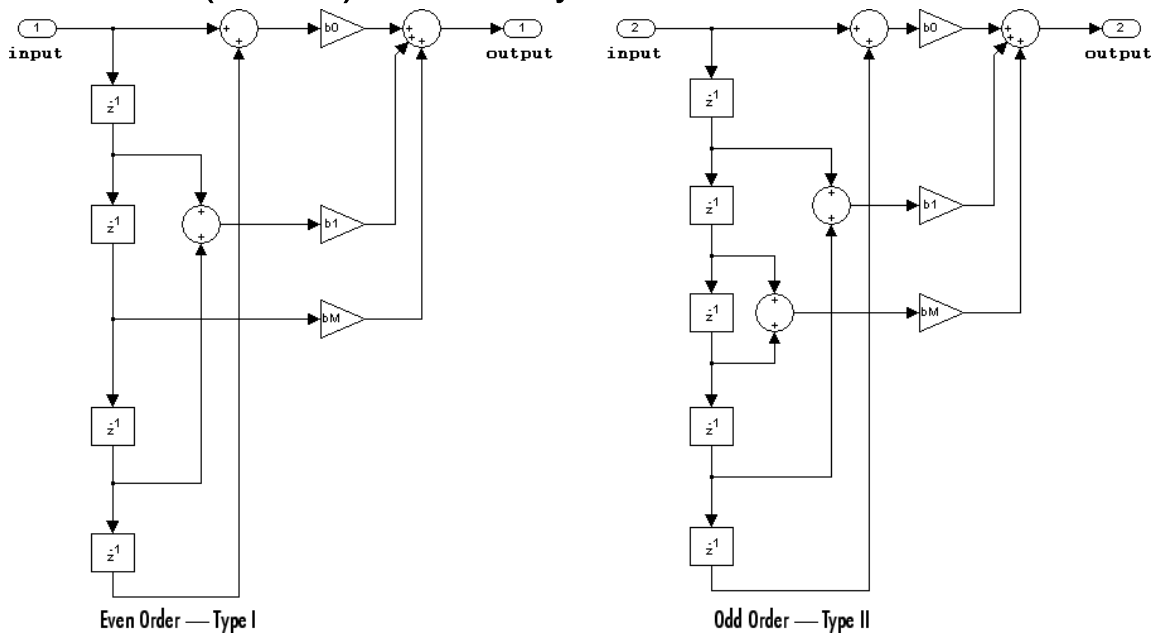 1
input
+
+
b0
+
+
+
1
output
z-1
z-1
+
+
b1
bM
z-1
z-1
Even Order — Type I
2
input
+
+
b0
+
+
+
2
output
z-1
z-1
+
+
b1
z-1
+
+
bM
z-1
z-1
Odd Order — Type II